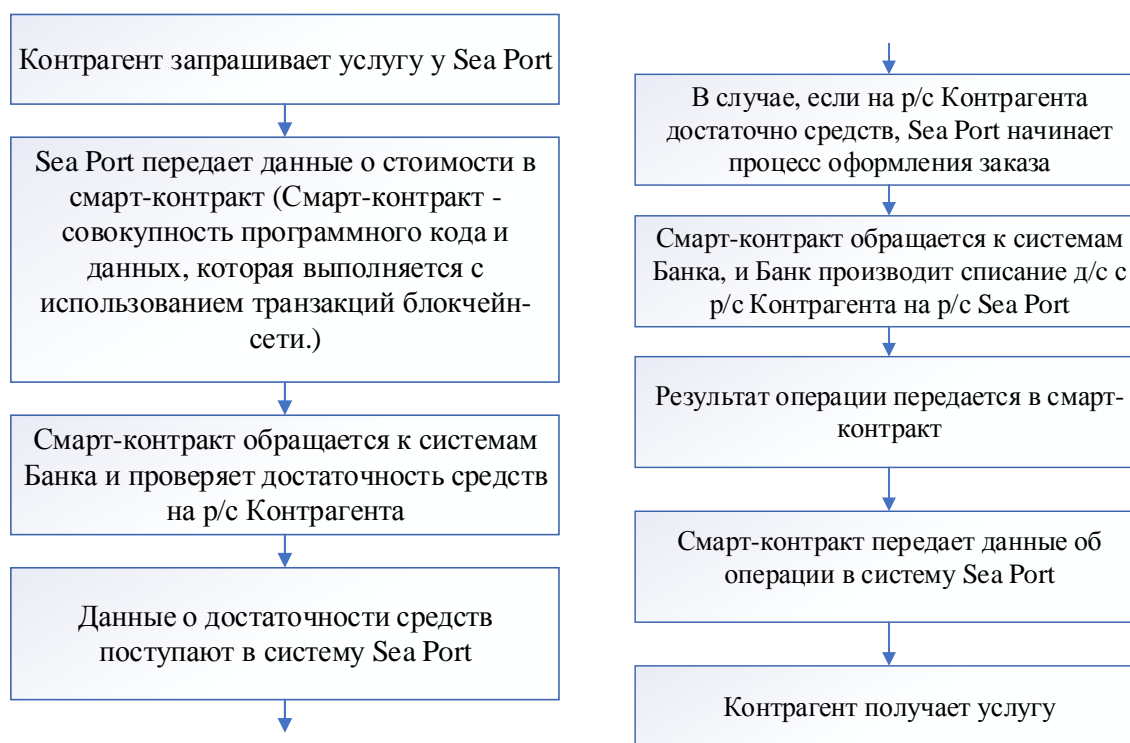 Контрагент запрашивает услугу у Sea Port
Sea Port передает данные о стоимости в
смарт-контракт (Смарт-контракт -
совокупность программного кода и
данных, которая выполняется с
использованием транзакций блокчейн-
сети.)
Смарт-контракт обращается к системам
Банка и проверяет достаточность средств
на р/с Контрагента
Данные о достаточности средств
поступают в систему Sea Port
В случае, если на р/с Контрагента
достаточно средств, Sea Port начинает
процесс оформления заказа
Смарт-контракт обращается к системам
Банка, и Банк производит списание д/с с
р/с Контрагента на р/с Sea Port
Результат операции передается в смарт-
контракт
Смарт-контракт передает данные об
операции в систему Sea Port
Контрагент получает услугу